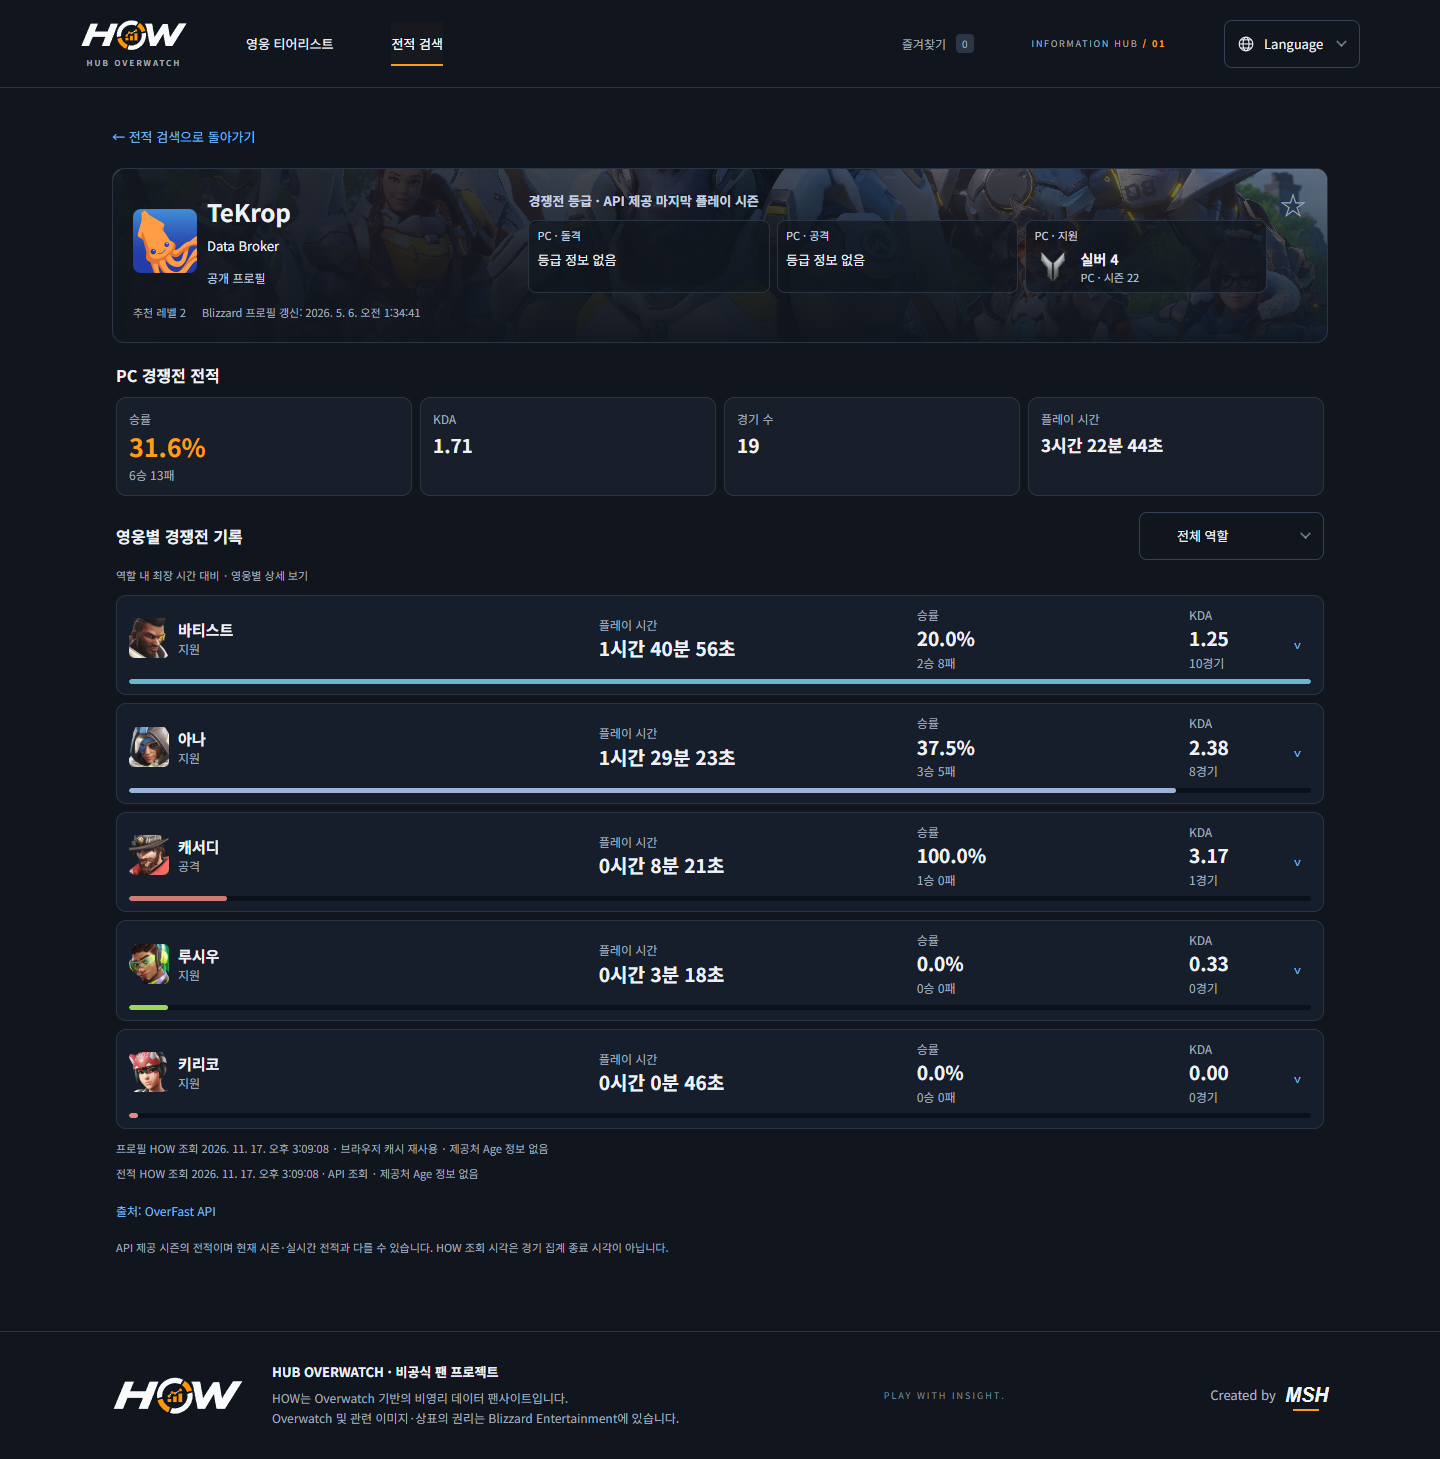 HOW
HUB OVERWATCH
영웅 티어리스트
전적 검색
즐겨찾기 0
INFORMATION HUB / 01
Language
← 전적 검색으로 돌아가기
TeKrop
Data Broker
공개 프로필
추천 레벨 2
Blizzard 프로필 갱신: 2026. 5. 6. 오전 1:34:41
경쟁전 등급 · API 제공 마지막 플레이 시즌
PC · 돌격
등급 정보 없음
PC · 공격
등급 정보 없음
PC · 지원
실버 4
PC · 시즌 22
PC 경쟁전 전적
승률
31.6%
6승 13패
KDA
1.71
경기 수
19
플레이 시간
3시간 22분 44초
영웅별 경쟁전 기록
전체 역할
역할 내 최장 시간 대비 · 영웅별 상세 보기
바티스트
지원
플레이 시간
1시간 40분 56초
승률
20.0%
2승 8패
KDA
1.25
10경기
v
아나
지원
플레이 시간
1시간 29분 23초
승률
37.5%
3승 5패
KDA
2.38
8경기
v
캐서디
공격
플레이 시간
0시간 8분 21초
승률
100.0%
1승 0패
KDA
3.17
1경기
v
루시우
지원
플레이 시간
0시간 3분 18초
승률
0.0%
0승 0패
KDA
0.33
0경기
v
키리코
지원
플레이 시간
0시간 0분 46초
승률
0.0%
0승 0패
KDA
0.00
0경기
v
프로필 HOW 조회 2026. 11. 17. 오후 3:09:08 · 브라우저 캐시 재사용 · 제공처 Age 정보 없음
전적 HOW 조회 2026. 11. 17. 오후 3:09:08 · API 조회 · 제공처 Age 정보 없음
출처: OverFast API
API 제공 시즌의 전적이며 현재 시즌·실시간 전적과 다를 수 있습니다. HOW 조회 시각은 경기 집계 종료 시각이 아닙니다.
HOW
HUB OVERWATCH · 비공식 팬 프로젝트
HOW는 Overwatch 기반의 비영리 데이터 팬사이트입니다.
Overwatch 및 관련 이미지·상표의 권리는 Blizzard Entertainment에 있습니다.
PLAY WITH INSIGHT.
Created by MSH